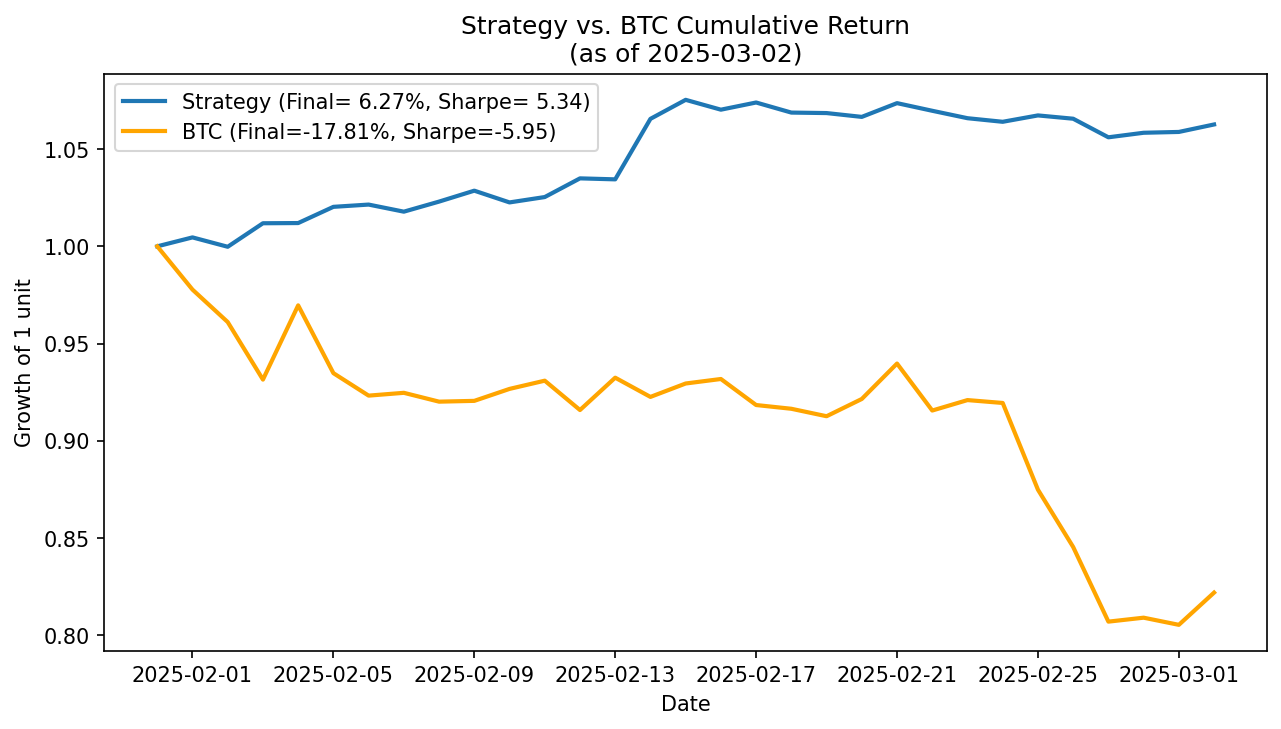 Strategy vs. BTC Cumulative Return
(as of 2025-03-02)
Strategy (Final= 6.27%, Sharpe= 5.34)
BTC (Final=-17.81%, Sharpe=-5.95)
Growth of 1 unit
1.05
1.00
0.95
0.90
0.85
0.80
2025-02-01 2025-02-05 2025-02-09 2025-02-13 2025-02-17 2025-02-21 2025-02-25 2025-03-01
Date